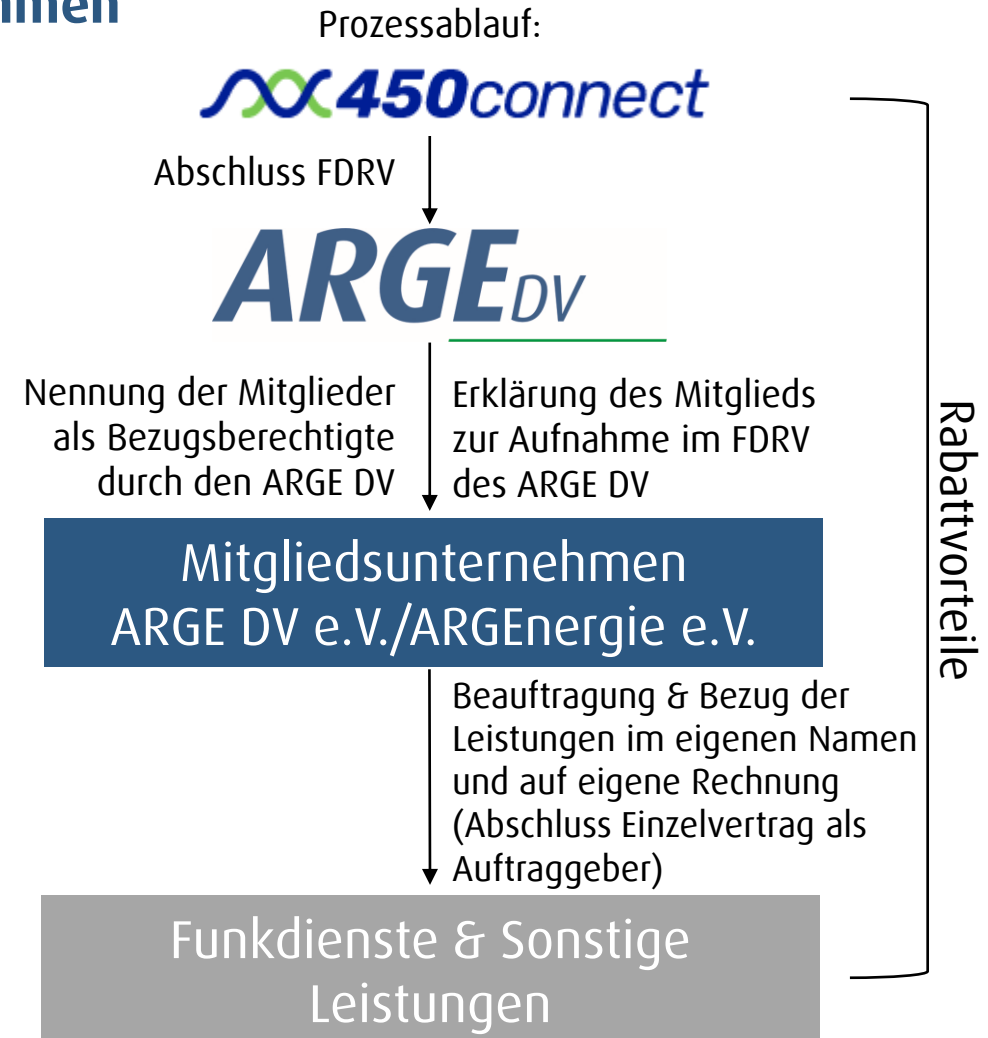 Prozessablauf:
450connect
Abschluss FDRV
ARGE DV
Nennung der Mitglieder
als Bezugsberechtigte
durch den ARGE DV
Erklärung des Mitglieds
zur Aufnahme im FDRV
des ARGE DV
Mitgliedsunternehmen
ARGE DV e.V./ARGEnergie e.V.
Beauftragung & Bezug der
Leistungen im eigenen Namen
und auf eigene Rechnung
(Abschluss Einzelvertrag als
Auftraggeber)
Funkdienste & Sonstige
Leistungen
Rabattvorteile